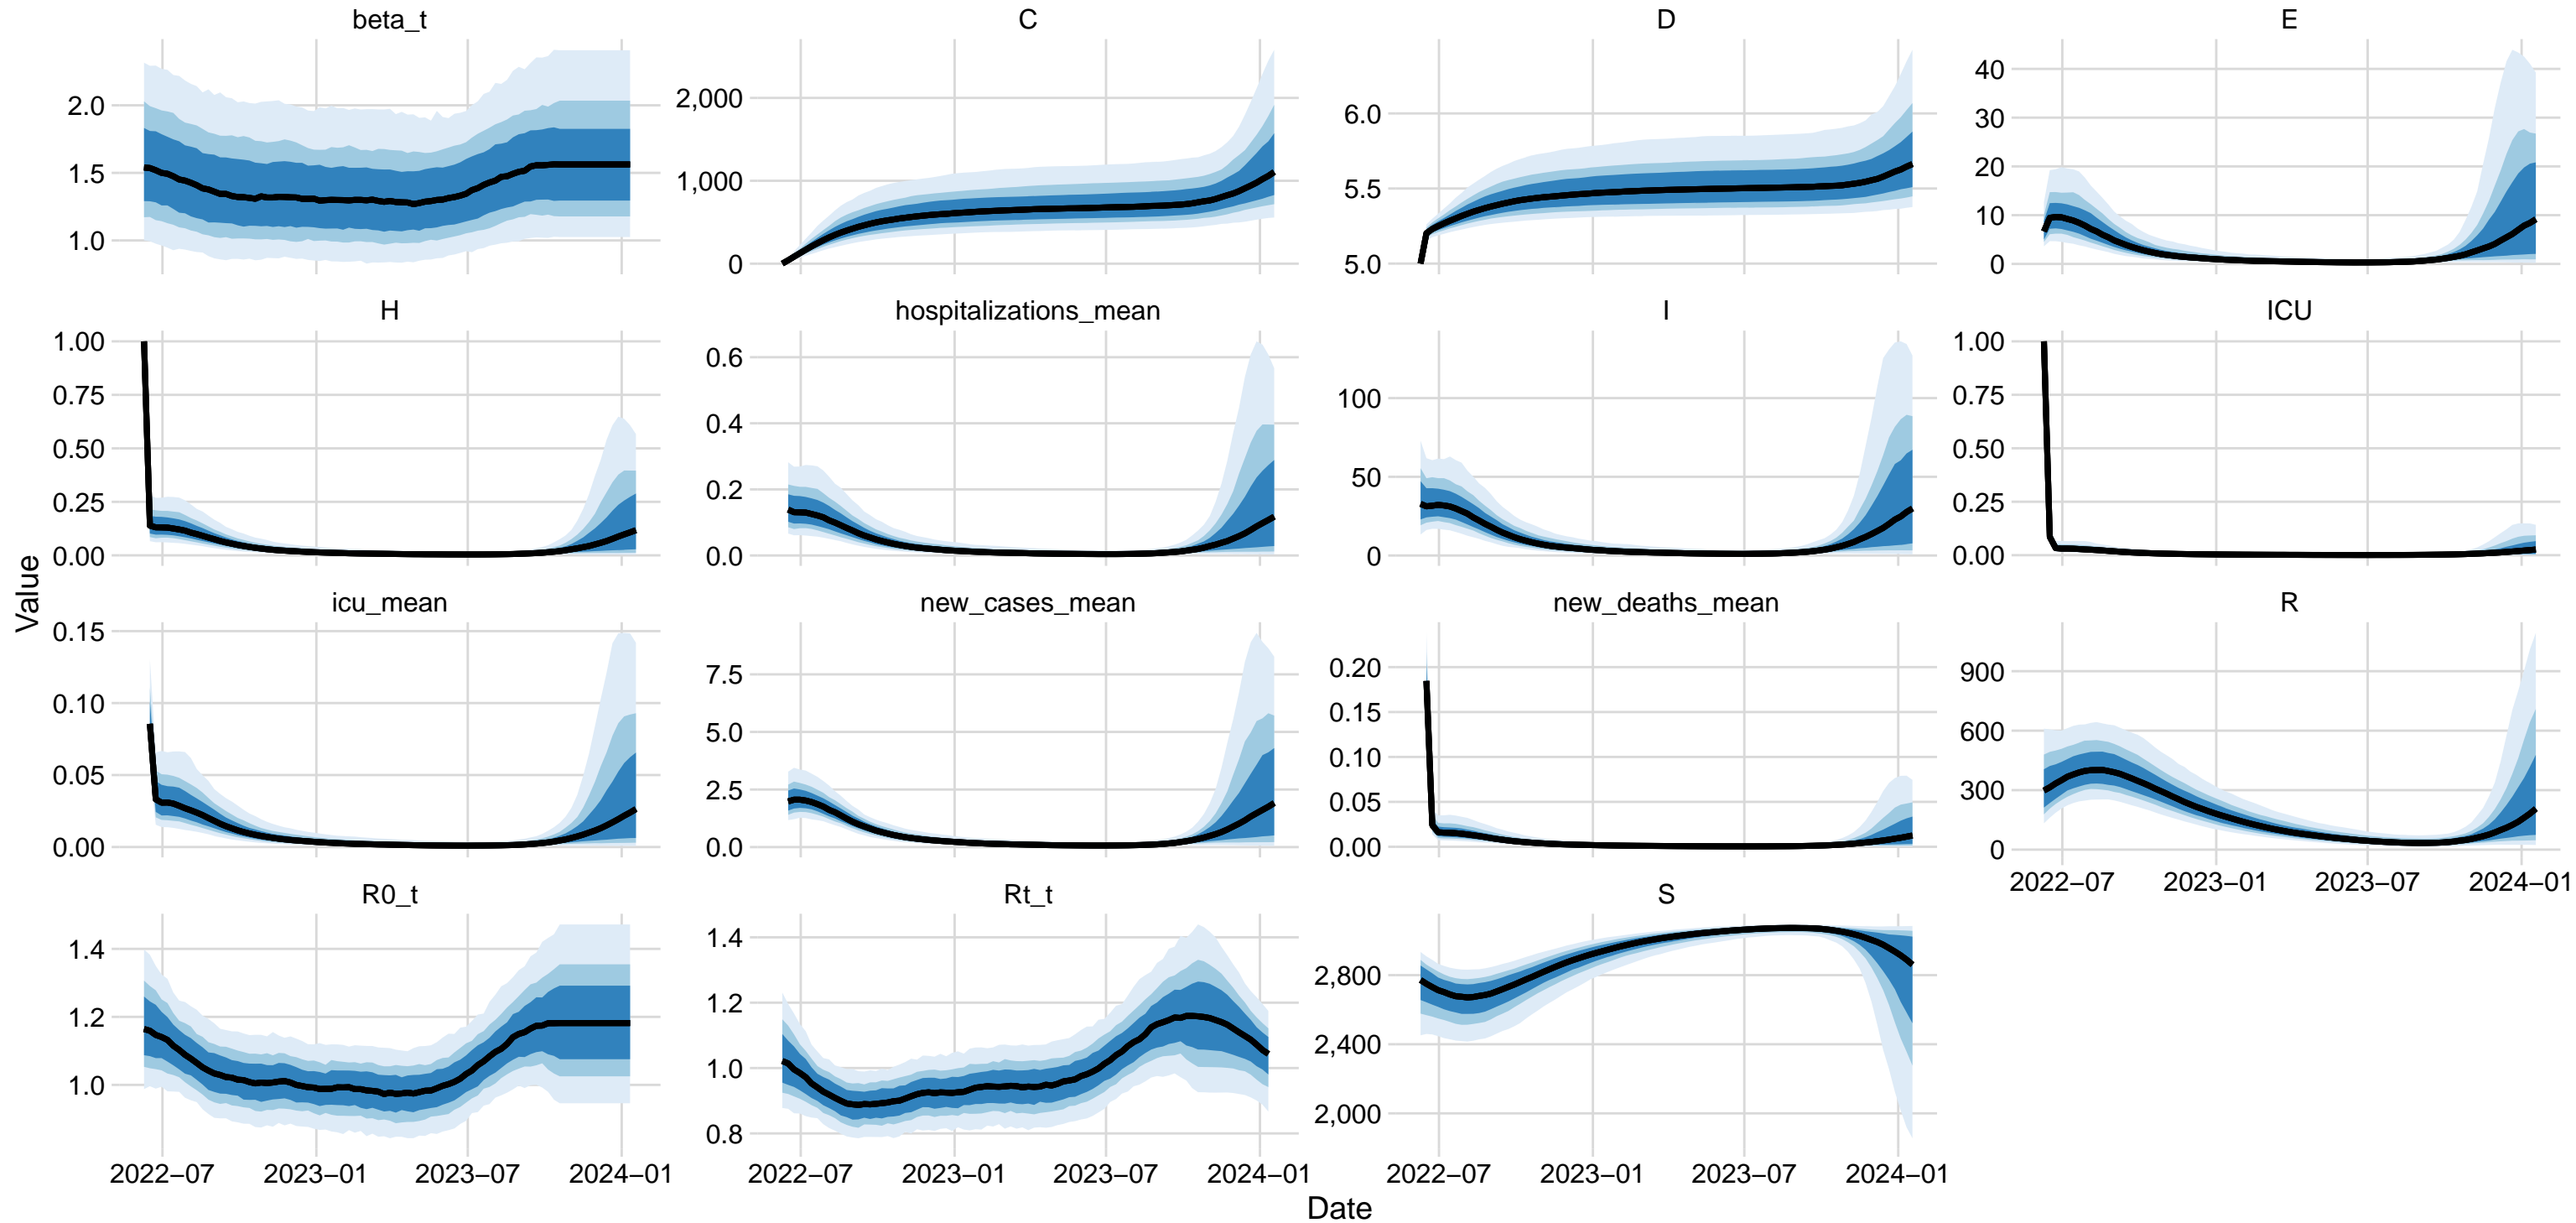 beta_t
C
D
E
2.0
1.5
1.0
2,000
1,000
0
6.0
5.5
5.0
40
30
20
10
0
H
hospitalizations_mean
I
ICU
1.00
0.75
0.50
0.25
0.00
0.6
0.4
0.2
0.0
100
50
0
1.00
0.75
0.50
0.25
0.00
icu_mean
new_cases_mean
new_deaths_mean
R
0.15
0.10
0.05
0.00
7.5
5.0
2.5
0.0
0.20
0.15
0.10
0.05
0.00
900
600
300
0
2022−07 2023−01 2023−07 2024−01
R0_t
Rt_t
S
1.4
1.2
1.0
1.4
1.2
1.0
0.8
2,800
2,400
2,000
2022−07 2023−01 2023−07 2024−01
2022−07 2023−01 2023−07 2024−01
2022−07 2023−01 2023−07 2024−01
Value
Date